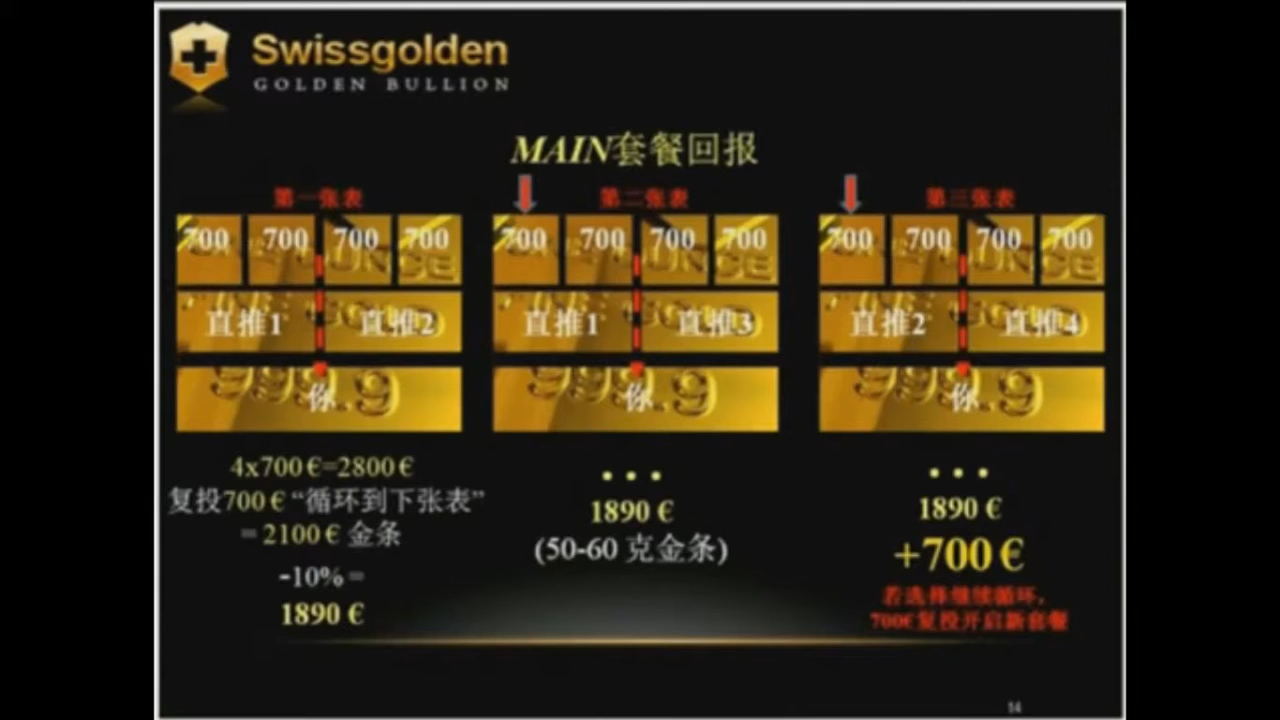 Swissgolden
GOLDEN BULLION
MAIN套餐回报
第一张表
第二张表
第三张表
700 700 700 700
700 700 700 700
700 700 700 700
直推1 直推2
直推1 直推3
直推2 直推4
你
你
你
4x700€=2800€
复投700€“循环到下张表”
=2100€ 金条
-10%=
1890 €
• • •
1890 €
(50-60 克金条)
• • •
1890 €
+700€
若选择继续循环,
700€复投开启新套餐
14